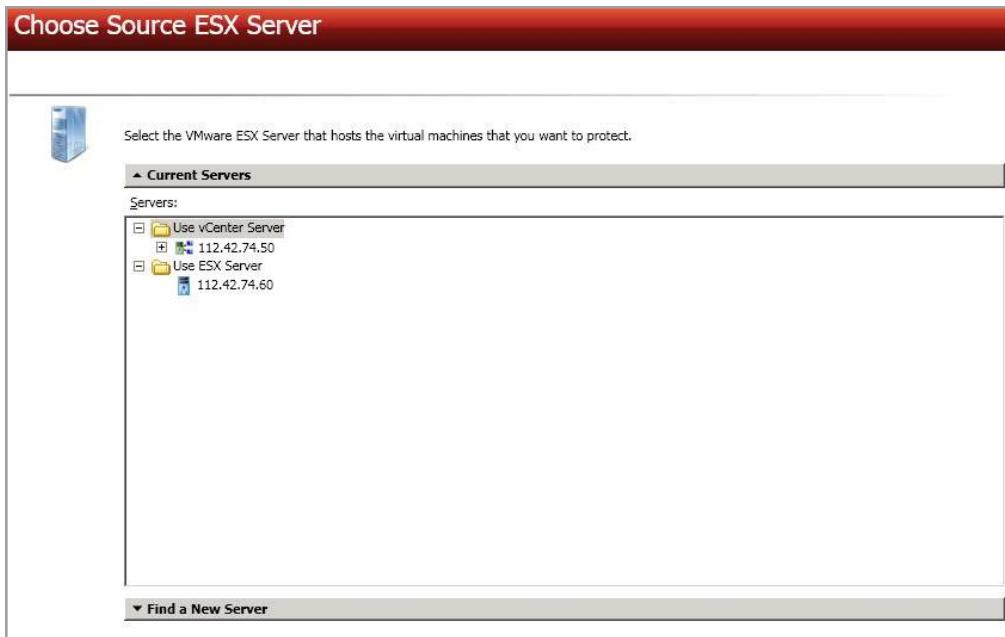 Choose Source ESX Server
Select the VMware ESX Server that hosts the virtual machines that you want to protect.
Current Servers
Servers:
Use vCenter Server
112.42.74.50
Use ESX Server
112.42.74.60
Find a New Server